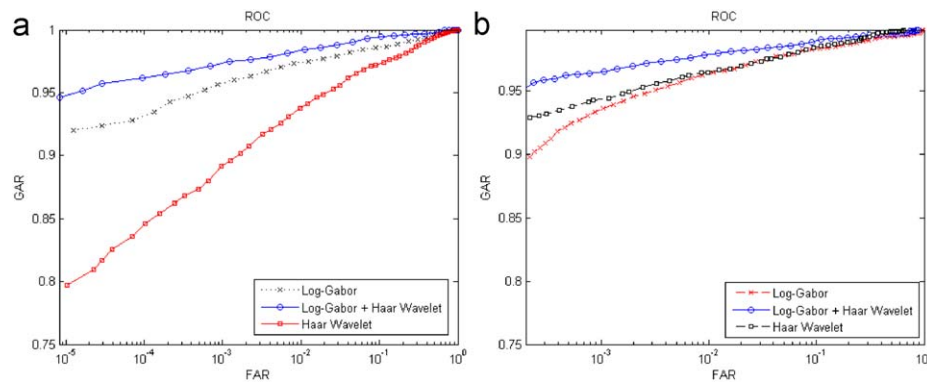 a
ROC
1
0.95
0.9
0.85
0.8
0.75
GAR
10^-5
10^-4
10^-3
10^-2
10^-1
10^0
FAR
Log-Gabor
Log-Gabor + Haar Wavelet
Haar Wavelet
b
ROC
1
0.95
0.9
0.85
0.8
0.75
GAR
10^-3
10^-2
10^-1
10
FAR
Log-Gabor
Log-Gabor + Haar Wavelet
Haar Wavelet